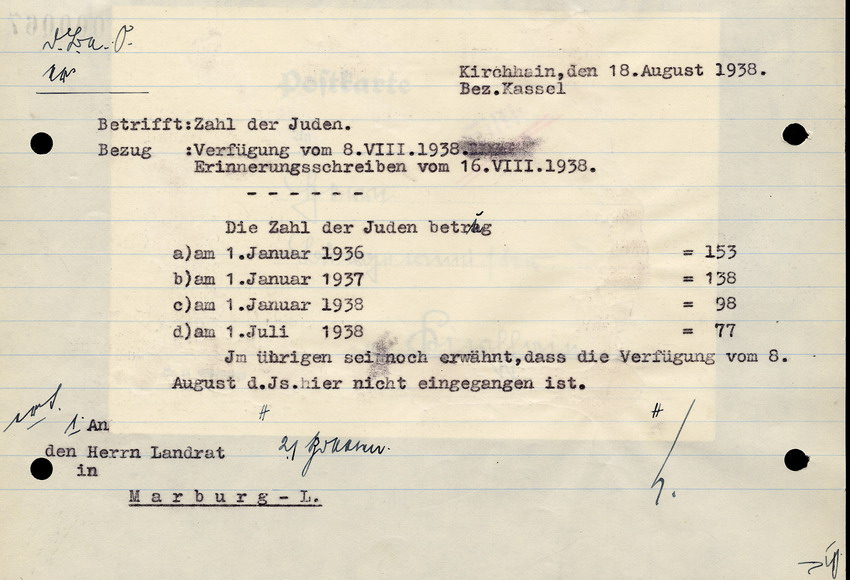 Kirchhain, den 18.August 1938.
Bez.Kassel
Betrifft:Zahl der Juden.
Bezug :Verfügung vom 8.VIII.1938.
Erinnerungsschreiben vom 16.VIII.1938.
- - - - - -
Die Zahl der Juden betrug
a)am 1.Januar 1936 = 153
b)am 1.Januar 1937 = 138
c)am 1.Januar 1938 = 98
d)am 1.Juli 1938 = 77
Jm übrigen sei noch erwähnt,dass die Verfügung vom 8.
August d.Js.hier nicht eingegangen ist.
1. An
den Herrn Landrat
in
M a r b u r g - L.
Postkarte